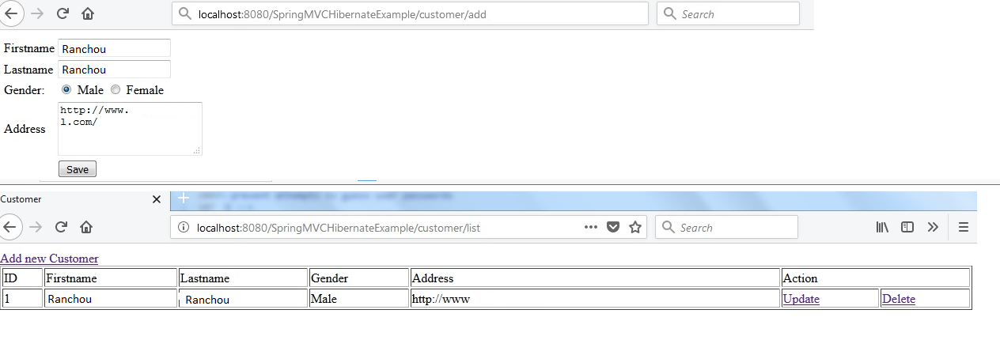 localhost:8080/SpringMVCHibernateExample/customer/add Search
Firstname Ranchou
Lastname Ranchou
Gender: Male Female
http://www.
l.com/
Address
Save
Customer
localhost:8080/SpringMVCHibernateExample/customer/list Search
Add new Customer
ID Firstname Lastname Gender Address Action
1 Ranchou Ranchou Male http://www Update Delete